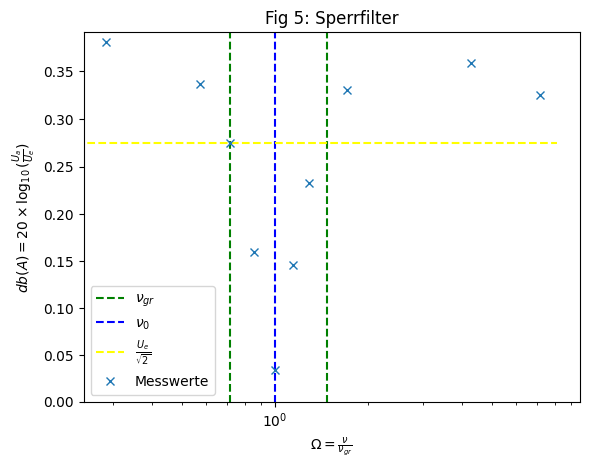 Fig 5: Sperrfilter
db(A) = 20 × log₁₀(Uₐ/Uₑ)
0.35
0.30
0.25
0.20
0.15
0.10
0.05
0.00
ν_gr
ν₀
Uₑ/√2
Messwerte
10⁰
Ω = ν/ν_gr